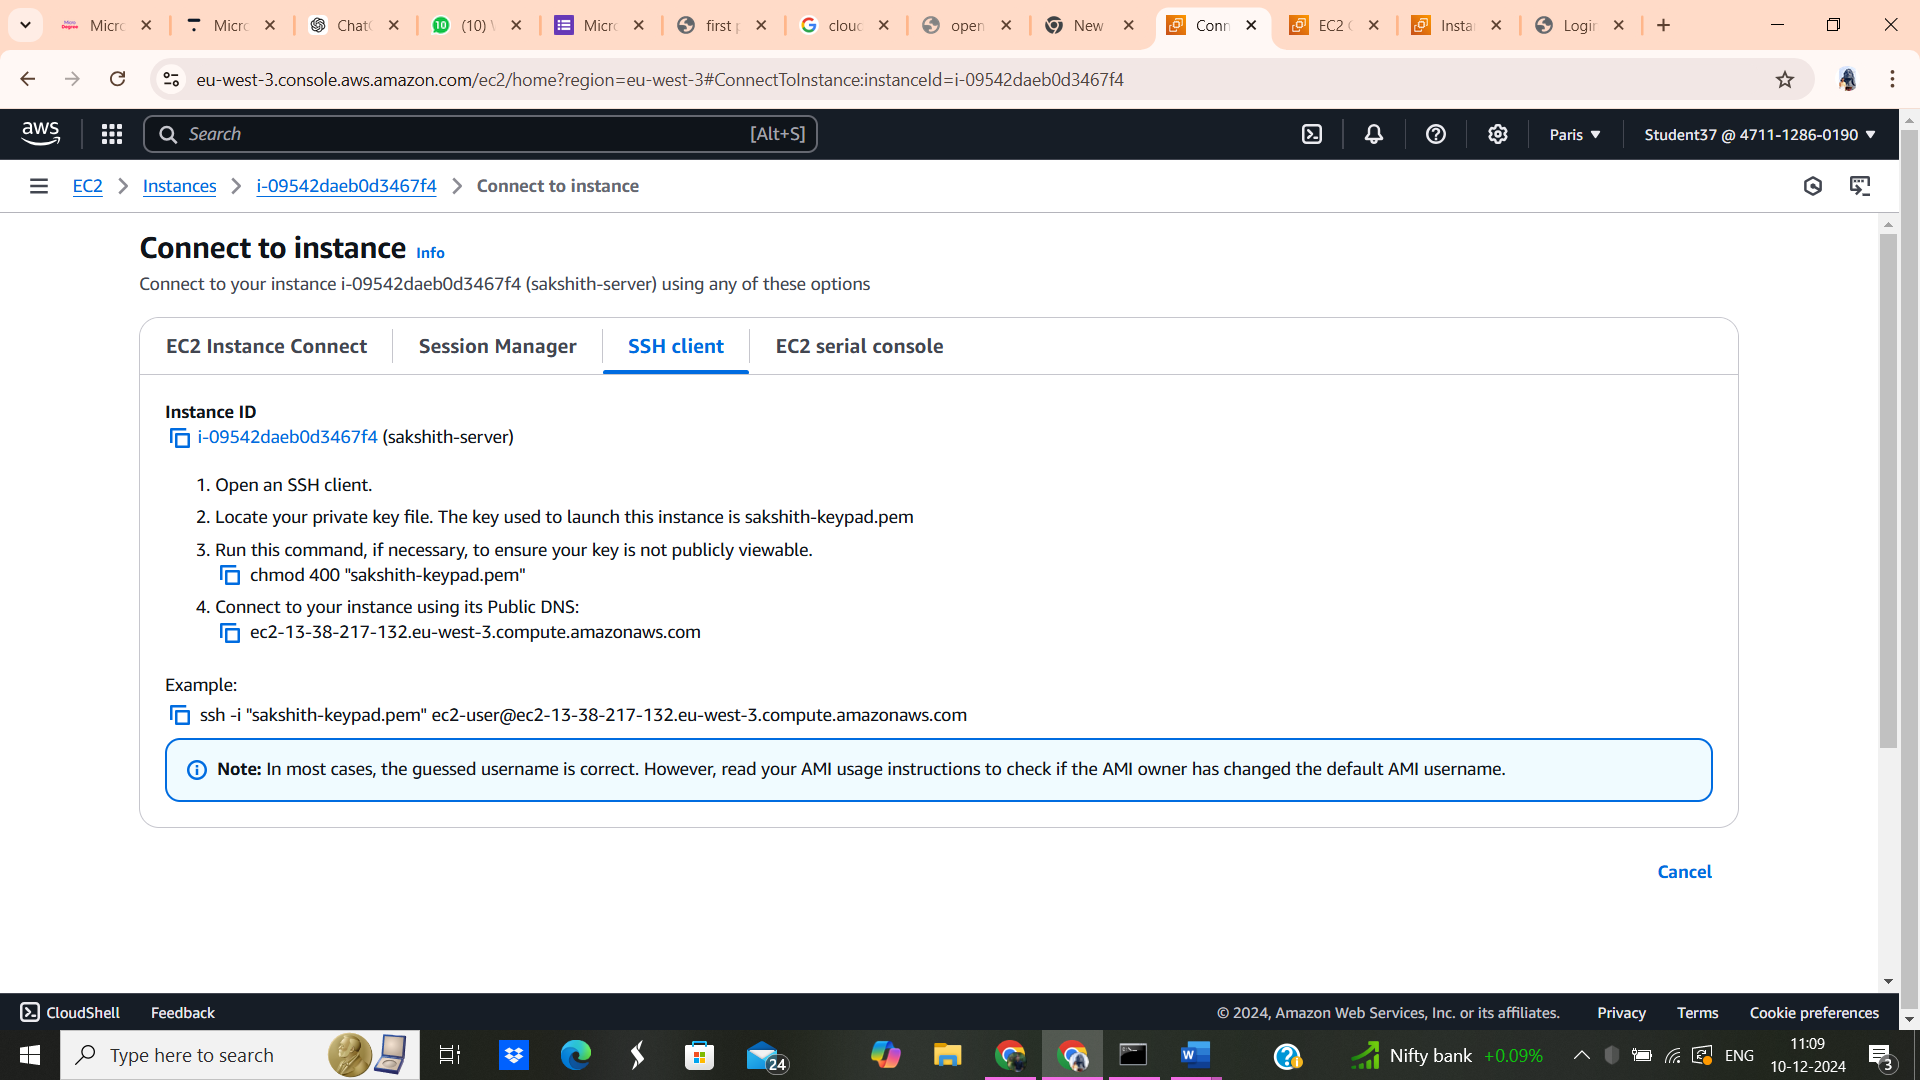 Micro
Micro
Chat
(10)
Micro
first p
cloud
open
New
Conn
EC2
Instan
Login
eu-west-3.console.aws.amazon.com/ec2/home?region=eu-west-3#ConnectToInstance:instanceId=i-09542daeb0d3467f4
aws
Search
[Alt+S]
Paris
Student37 @ 4711-1286-0190
EC2
Instances
i-09542daeb0d3467f4
Connect to instance
Connect to instance Info
Connect to your instance i-09542daeb0d3467f4 (sakshith-server) using any of these options
EC2 Instance Connect
Session Manager
SSH client
EC2 serial console
Instance ID
i-09542daeb0d3467f4 (sakshith-server)
1. Open an SSH client.
2. Locate your private key file. The key used to launch this instance is sakshith-keypad.pem
3. Run this command, if necessary, to ensure your key is not publicly viewable.
chmod 400 "sakshith-keypad.pem"
4. Connect to your instance using its Public DNS:
ec2-13-38-217-132.eu-west-3.compute.amazonaws.com
Example:
ssh -i "sakshith-keypad.pem" ec2-user@ec2-13-38-217-132.eu-west-3.compute.amazonaws.com
Note: In most cases, the guessed username is correct. However, read your AMI usage instructions to check if the AMI owner has changed the default AMI username.
Cancel
CloudShell
Feedback
© 2024, Amazon Web Services, Inc. or its affiliates.
Privacy
Terms
Cookie preferences
Type here to search
24
Nifty bank +0.09%
ENG
11:09
10-12-2024
3